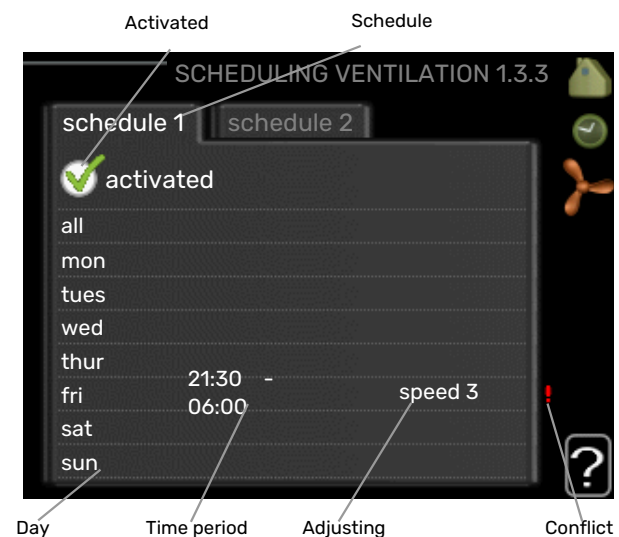 Activated Schedule
SCHEDULING VENTILATION 1.3.3
schedule 1 schedule 2
activated
all
mon
tues
wed
thur
21:30 -
fri speed 3 !
06:00
sat
sun
?
Day Time period Adjusting Conflict